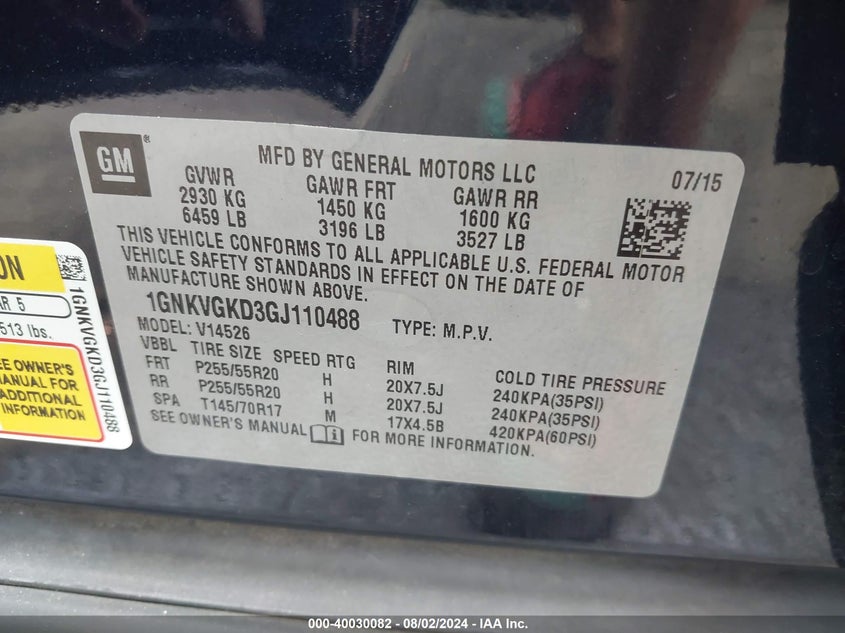 GM
®
MFD BY GENERAL MOTORS LLC
07/15
GVWR
GAWR FRT
GAWR RR
2930 KG
1450 KG
1600 KG
6459 LB
3196 LB
3527 LB
THIS VEHICLE CONFORMS TO ALL APPLICABLE U.S. FEDERAL MOTOR
VEHICLE SAFETY STANDARDS IN EFFECT ON THE DATE OF
MANUFACTURE SHOWN ABOVE.
1GNKVGKD3GJ110488
TYPE: M.P.V.
MODEL: V14526
VBBL TIRE SIZE SPEED RTG RIM COLD TIRE PRESSURE
FRT P255/55R20 H 20X7.5J 240KPA(35PSI)
RR P255/55R20 H 20X7.5J 240KPA(35PSI)
SPA T145/70R17 M 17X4.5B 420KPA(60PSI)
SEE OWNER'S MANUAL FOR MORE INFORMATION.
ON
AR 5
513 lbs.
EE OWNER'S
MANUAL FOR
ADDITIONAL
INFORMATION
1GNKVGKD3GJ110488
000-40030082 - 08/02/2024 - IAA Inc.